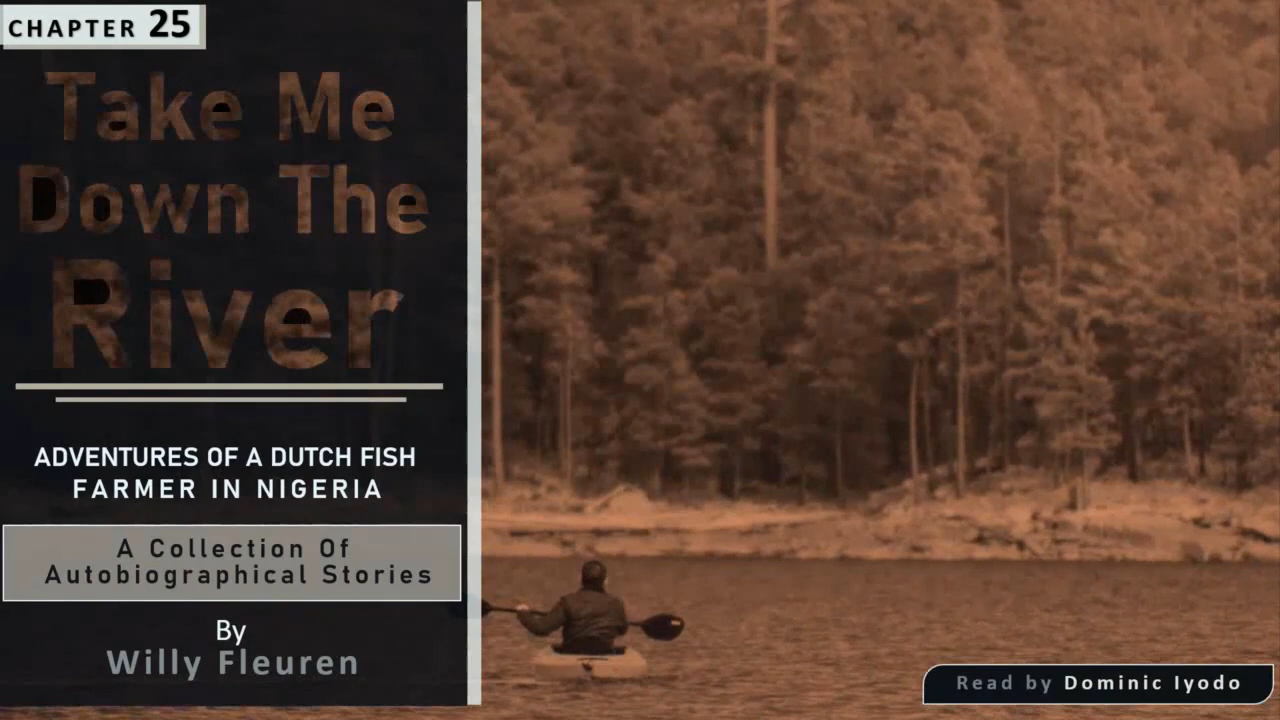 CHAPTER 25
Take Me
Down The
River
ADVENTURES OF A DUTCH FISH
FARMER IN NIGERIA
A Collection Of
Autobiographical Stories
By
Willy Fleuren
Read by Dominic Iyodo